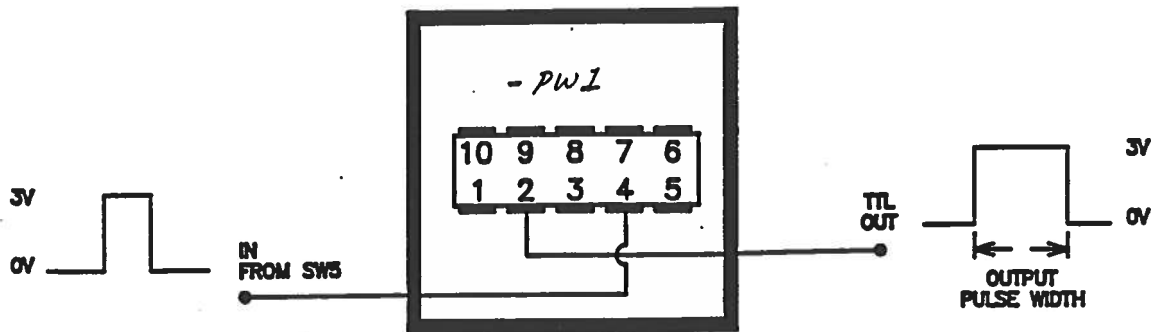 - PW1
10 9 8 7 6
1 2 3 4 5
3V
0V
IN
FROM SW5
TTL
OUT
3V
0V
OUTPUT
PULSE WIDTH